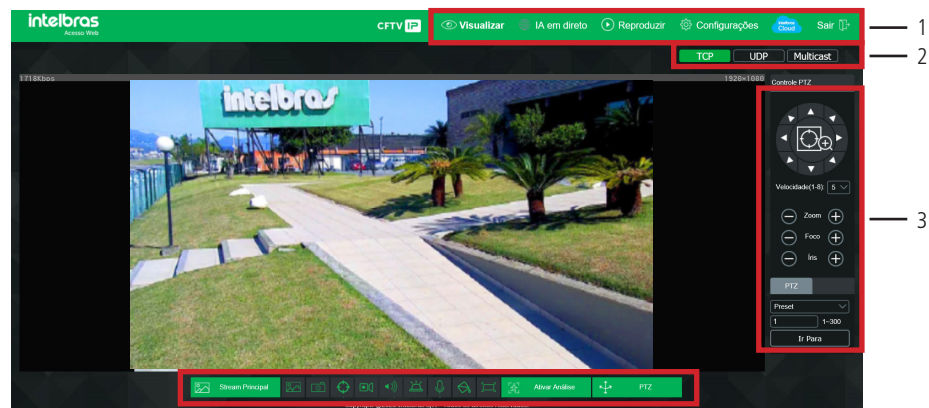 intelbras
Acesso Web
CFTV IP
Visualizar
IA em direto
Reproduzir
Configurações
intelbras
Cloud
Sair
1
TCP
UDP
Multicast
2
1718Kbps
1920*1080
intelbras
Controle PTZ
Velocidade(1-8):
5
Zoom
Foco
Íris
3
PTZ
Preset
1
1~300
Ir Para
Stream Principal
Ativar Análise
PTZ